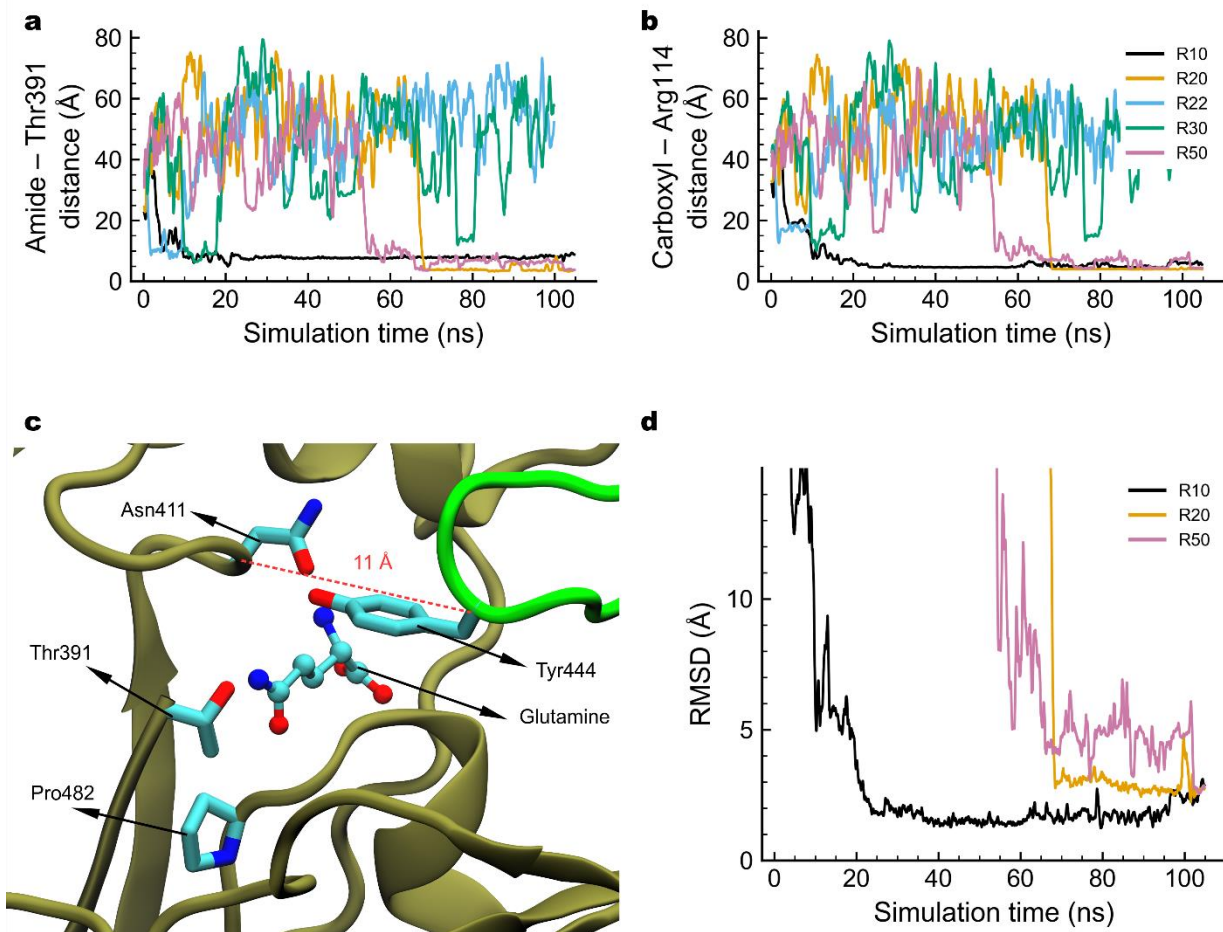 a
80
60
40
20
0
Amide – Thr391
distance (Å)
0 20 40 60 80 100
Simulation time (ns)
b
80
60
40
20
0
Carboxyl – Arg114
distance (Å)
0 20 40 60 80 100
Simulation time (ns)
R10
R20
R22
R30
R50
c
Asn411
11 Å
Thr391
Tyr444
Glutamine
Pro482
d
R10
R20
R50
10
5
0
RMSD (Å)
0 20 40 60 80 100
Simulation time (ns)